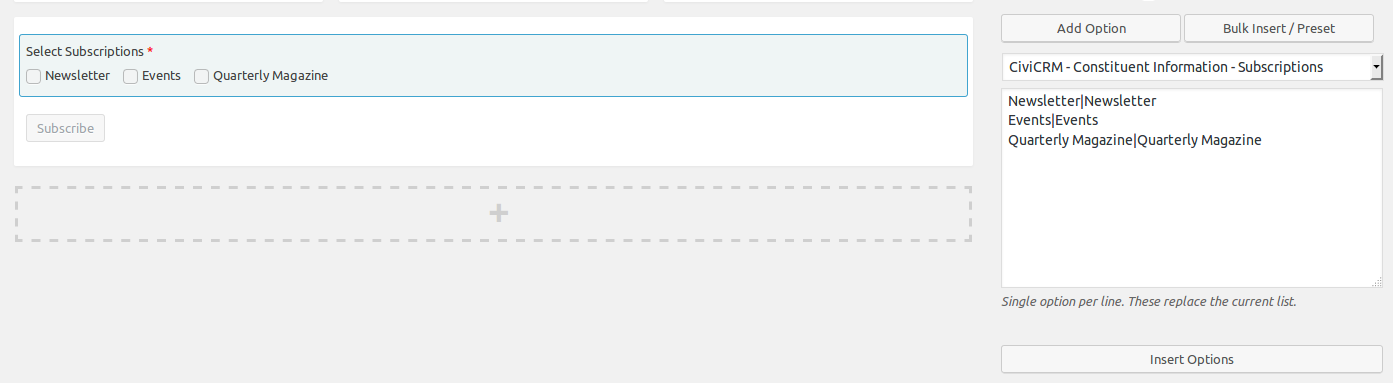 Select Subscriptions *
Newsletter Events Quarterly Magazine
Subscribe
+
Add Option Bulk Insert / Preset
CiviCRM - Constituent Information - Subscriptions
Newsletter|Newsletter
Events|Events
Quarterly Magazine|Quarterly Magazine
Single option per line. These replace the current list.
Insert Options